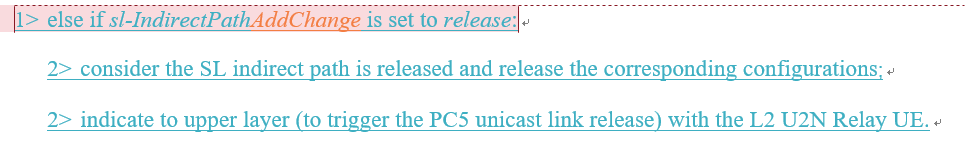 1> else if sl-IndirectPathAddChange is set to release:
2> consider the SL indirect path is released and release the corresponding configurations;
2> indicate to upper layer (to trigger the PC5 unicast link release) with the L2 U2N Relay UE.